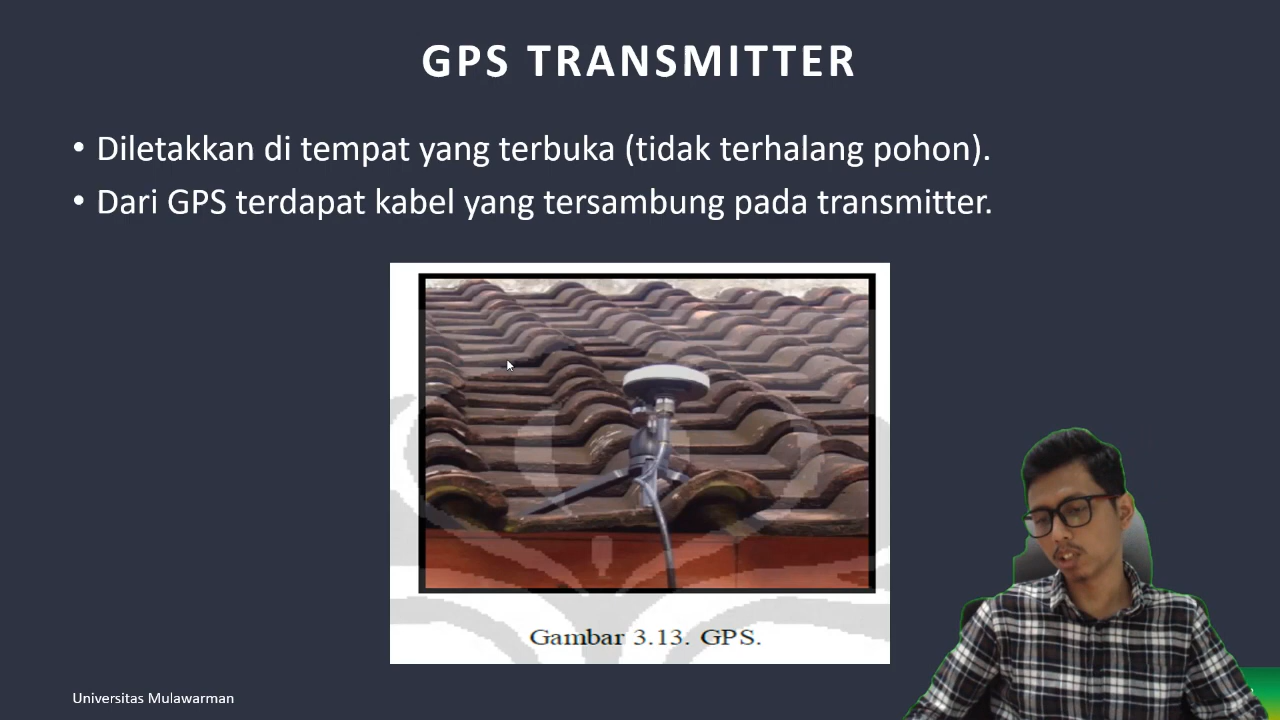 GPS TRANSMITTER
• Diletakkan di tempat yang terbuka (tidak terhalang pohon).
• Dari GPS terdapat kabel yang tersambung pada transmitter.
Gambar 3.13. GPS.
Universitas Mulawarman